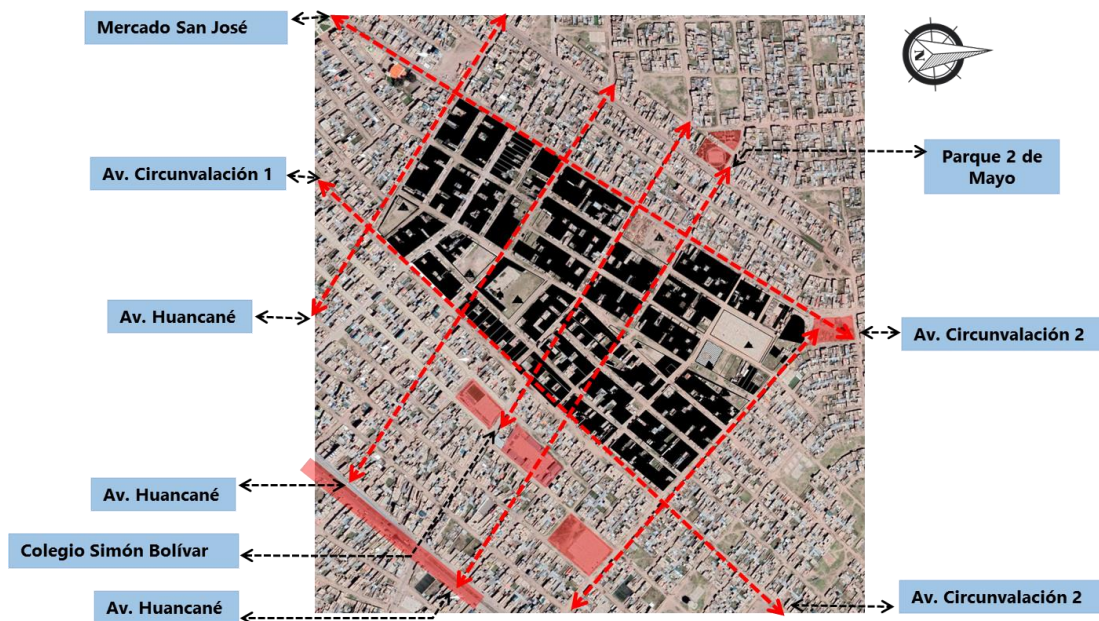 Mercado San José
N
Av. Circunvalación 1
Parque 2 de
Mayo
Av. Huancané
Av. Circunvalación 2
Av. Huancané
Colegio Simón Bolívar
Av. Huancané
Av. Circunvalación 2